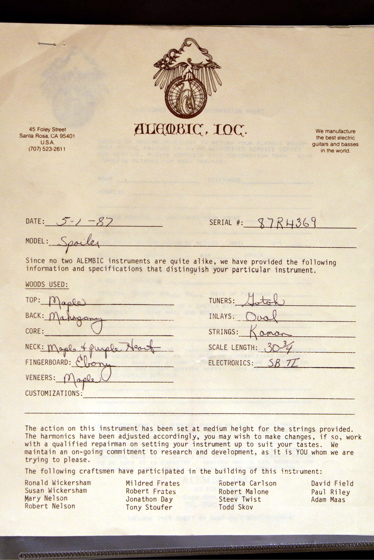 ALEMBIC, INC.
45 Foley Street
Santa Rosa, CA 95401
U.S.A.
(707) 523-2611
We manufacture
the best electric
guitars and basses
in the world.
DATE: 5-1-87 SERIAL #: 87R4369
MODEL: Spoiler
Since no two ALEMBIC instruments are quite alike, we have provided the following
information and specifications that distinguish your particular instrument.
WOODS USED:
TOP: Maple TUNERS: Gotoh
BACK: Mahogany INLAYS: Oval
CORE: STRINGS: Kaman
NECK: Maple & purple Heart SCALE LENGTH: 30 3/4
FINGERBOARD: Ebony ELECTRONICS: SB II
VENEERS: Maple
CUSTOMIZATIONS:
The action on this instrument has been set at medium height for the strings provided.
The harmonics have been adjusted accordingly, you may wish to make changes, if so, work
with a qualified repairman on setting your instrument up to suit your tastes. We
maintain an on-going commitment to research and development, as it is YOU whom we are
trying to please.
The following craftsmen have participated in the building of this instrument:
Ronald Wickersham Mildred Frates Roberta Carlson David Field
Susan Wickersham Robert Frates Robert Malone Paul Riley
Mary Nelson Jonathom Day Steev Twist Adam Maas
Robert Nelson Tony Stoufer Todd Skov